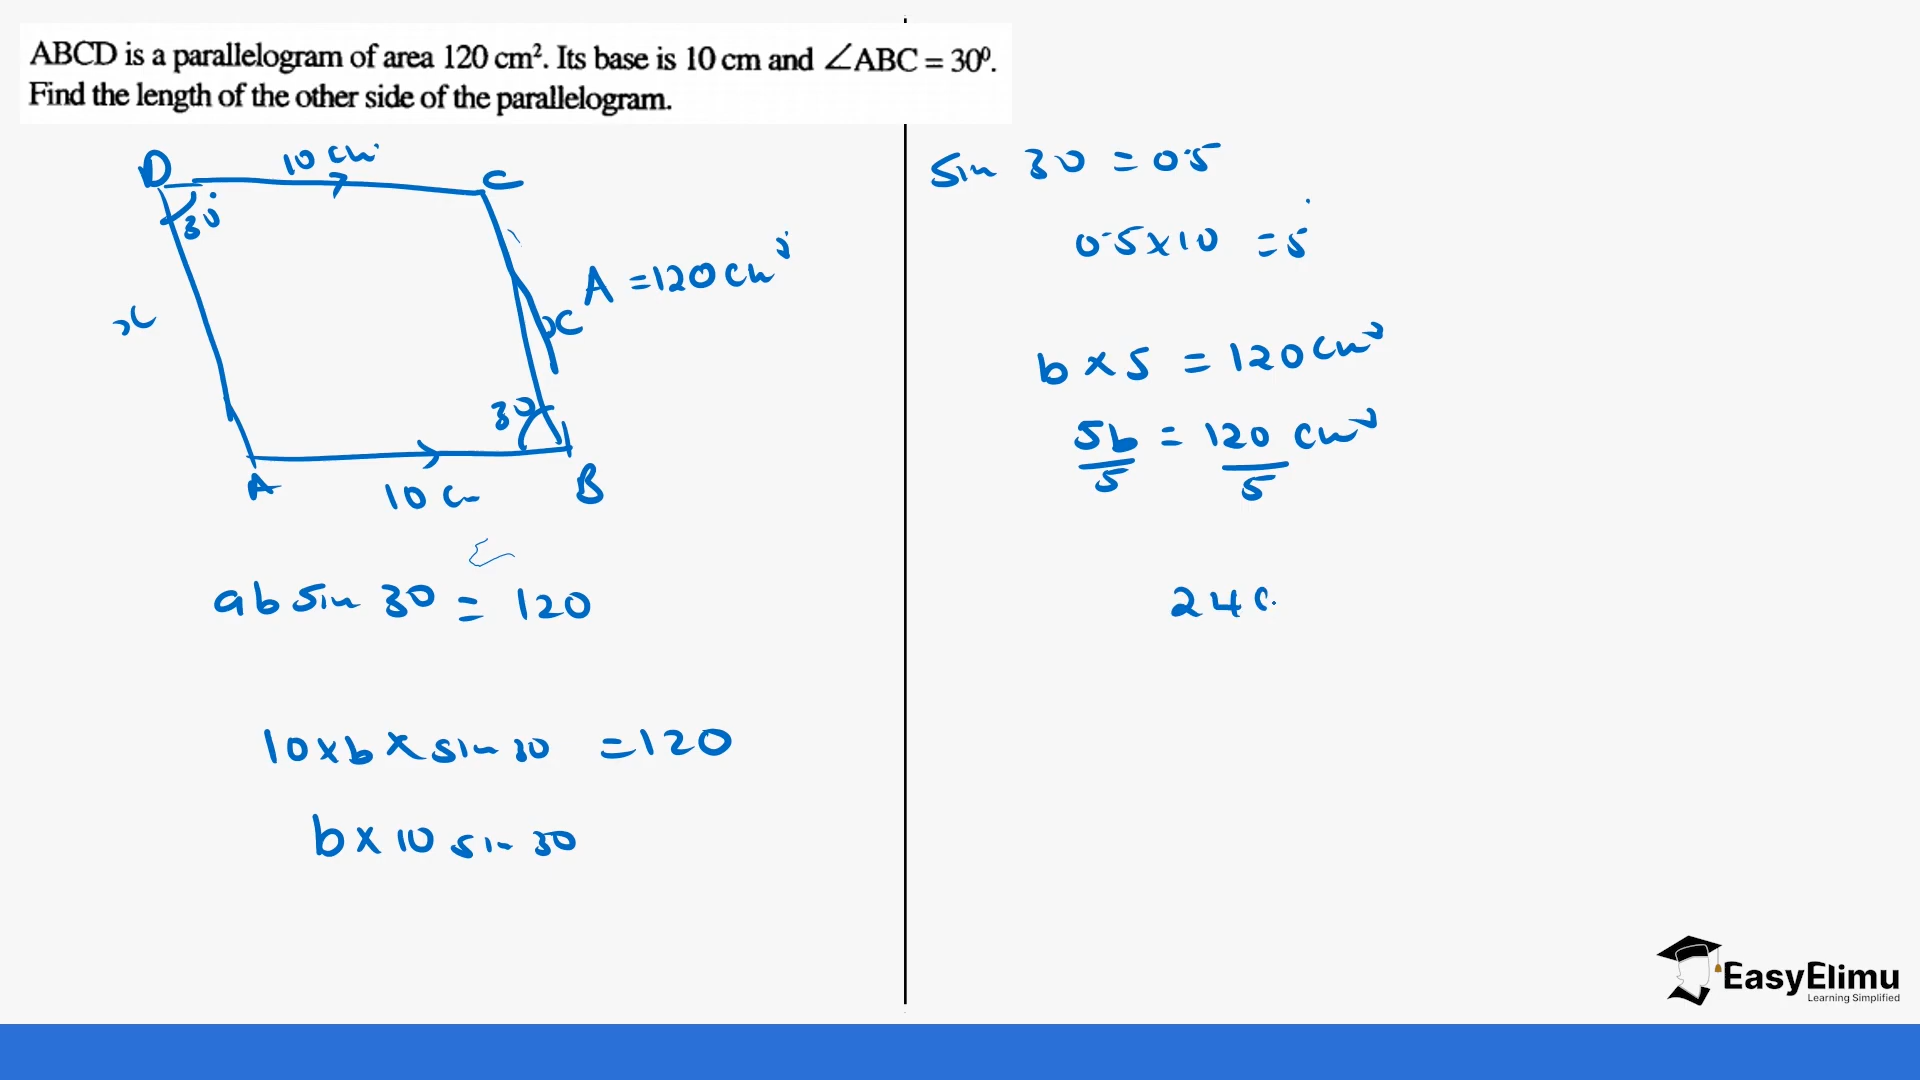 ABCD is a parallelogram of area 120 cm². Its base is 10 cm and ∠ABC = 30⁰.
Find the length of the other side of the parallelogram.
D
10 cm
C
30°
x
x
A = 120 cm²
30
A
10 c
B
ab sin 30 = 120
10 x b x sin 30 = 120
b x 10 sin 30
sin 30 = 0.5
0.5 x 10 = 5
b x 5 = 120 cm²
5b = 120 cm²
5 5
24 c
EasyElimu
Learning Simplified